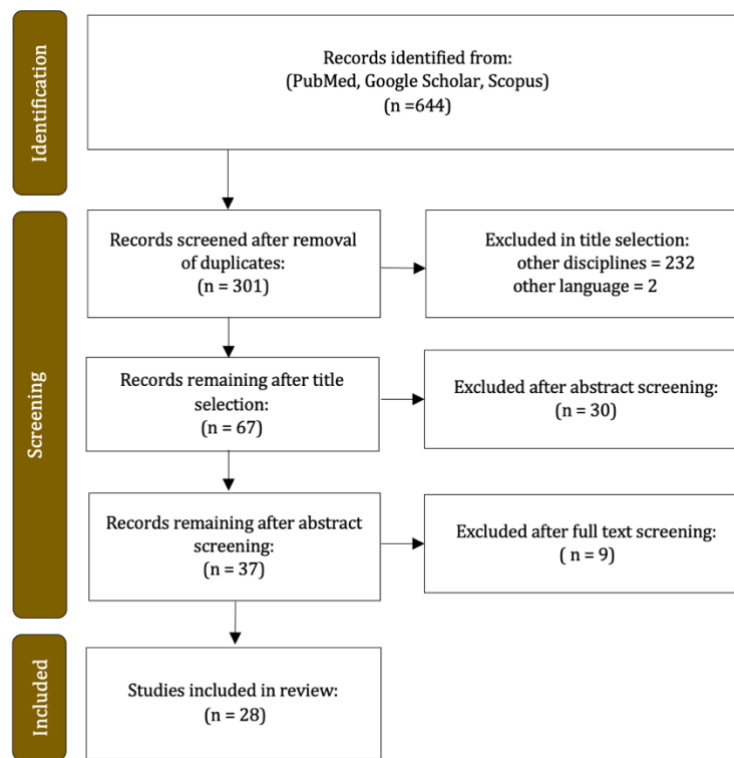 Identification
Records identified from:
(PubMed, Google Scholar, Scopus)
(n =644)
Screening
Records screened after removal
of duplicates:
(n = 301)
Excluded in title selection:
other disciplines = 232
other language = 2
Records remaining after title
selection:
(n = 67)
Excluded after abstract screening:
(n = 30)
Records remaining after abstract
screening:
(n = 37)
Excluded after full text screening:
( n = 9)
Included
Studies included in review:
(n = 28)